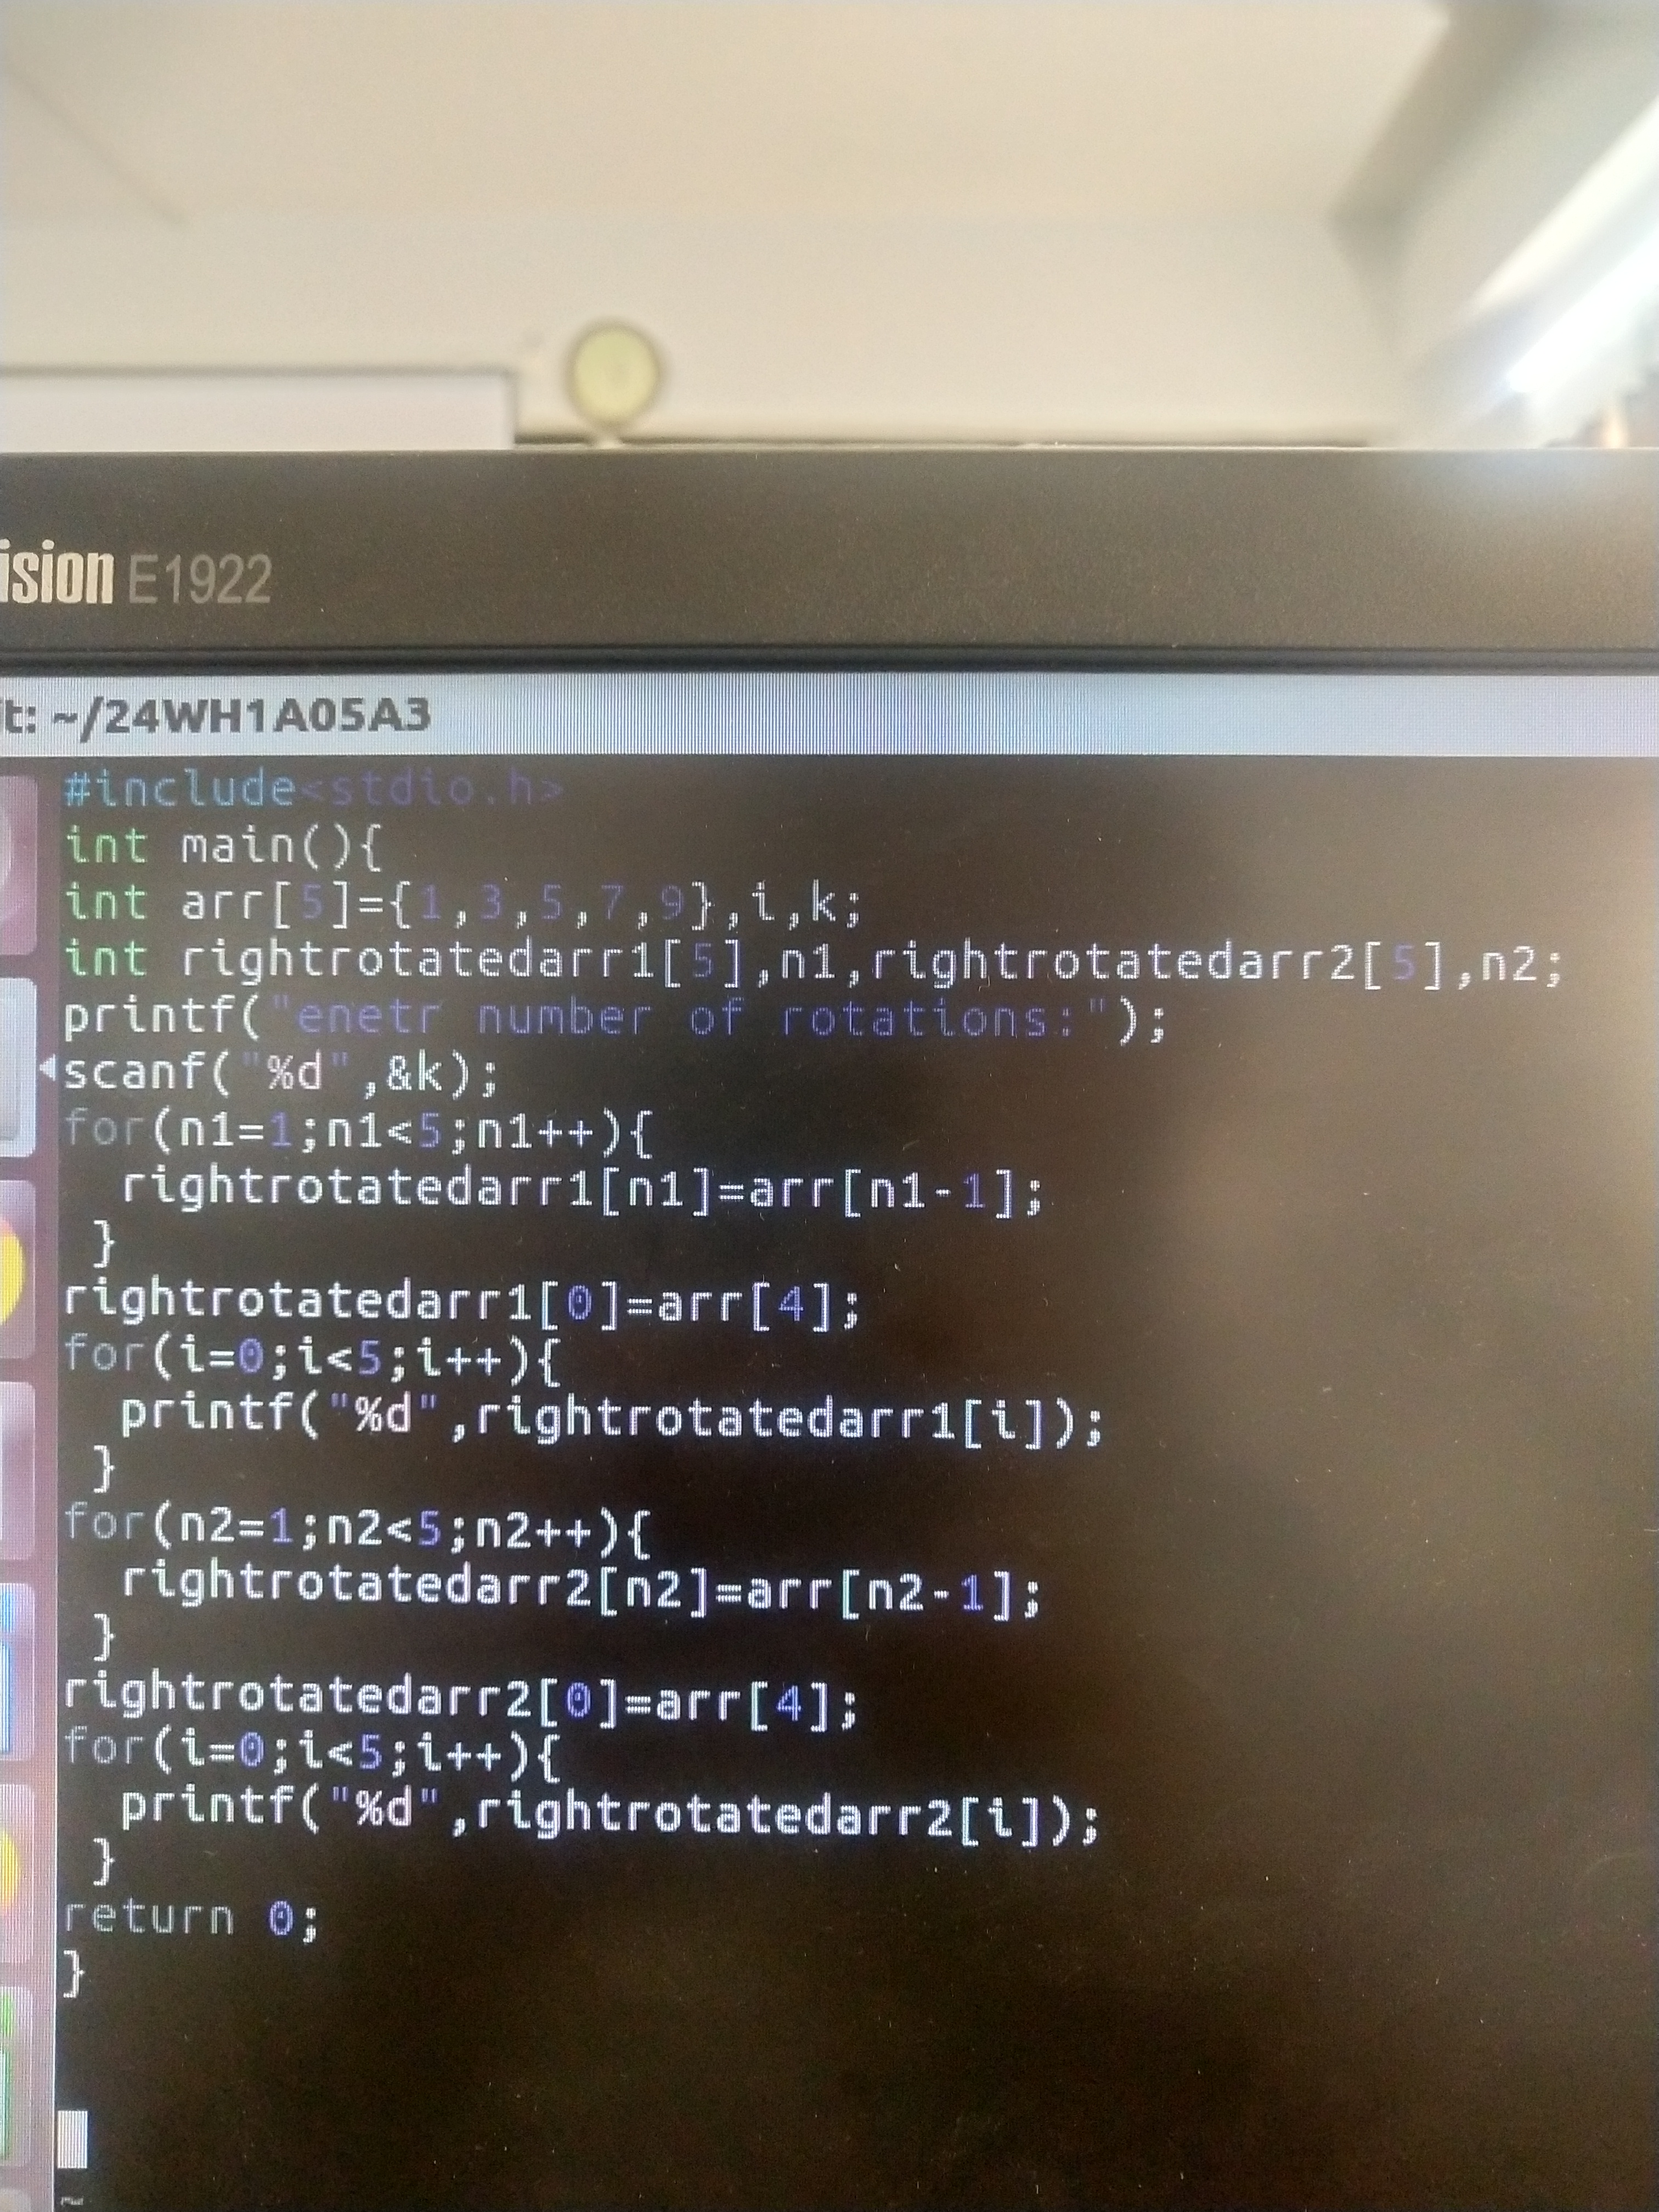 ision E1922
it: ~/24WH1A05A3
#include<stdio.h>
int main(){
int arr[5]={1,3,5,7,9},i,k;
int rightrotatedarr1[5],n1,rightrotatedarr2[5],n2;
printf("enetr number of rotations:");
scanf("%d",&k);
for(n1=1;n1<5;n1++){
  rightrotatedarr1[n1]=arr[n1-1];
 }
rightrotatedarr1[0]=arr[4];
for(i=0;i<5;i++){
  printf("%d",rightrotatedarr1[i]);
 }
for(n2=1;n2<5;n2++){
  rightrotatedarr2[n2]=arr[n2-1];
 }
rightrotatedarr2[0]=arr[4];
for(i=0;i<5;i++){
  printf("%d",rightrotatedarr2[i]);
 }
return 0;
}
~